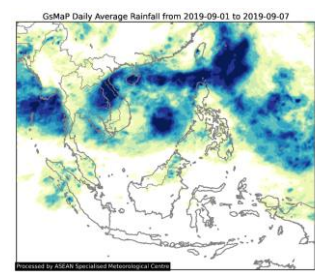 GsMaP Daily Average Rainfall from 2019-09-01 to 2019-09-07
Processed by ASEAN Specialised Meteorological Centre